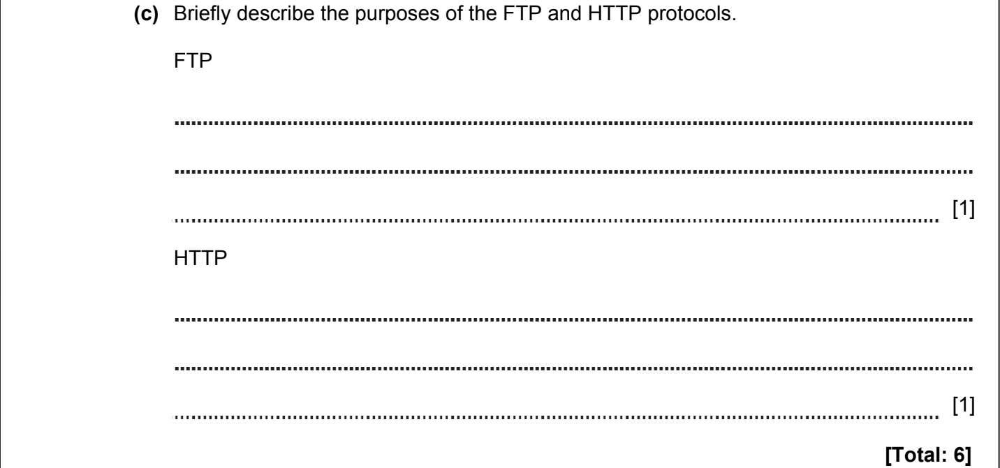 (c) Briefly describe the purposes of the FTP and HTTP protocols.
FTP
[1]
HTTP
[1]
[Total: 6]